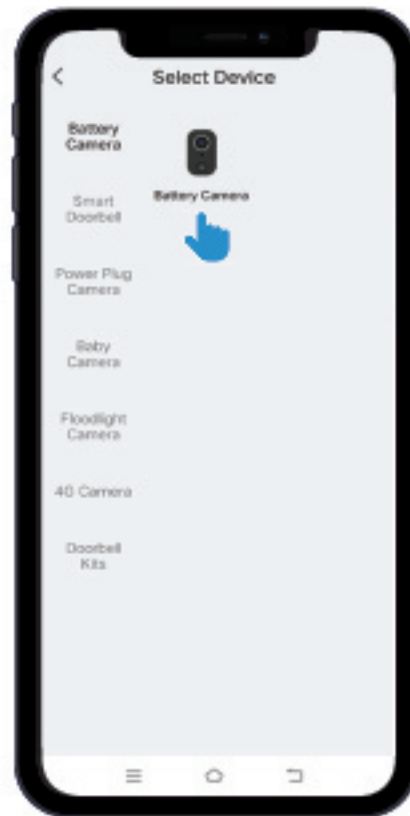 Select Device
Battery
Camera
Battery Camera
Smart
Doorbell
Power Plug
Camera
Baby
Camera
Floodlight
Camera
4G Camera
Doorbell
Kits